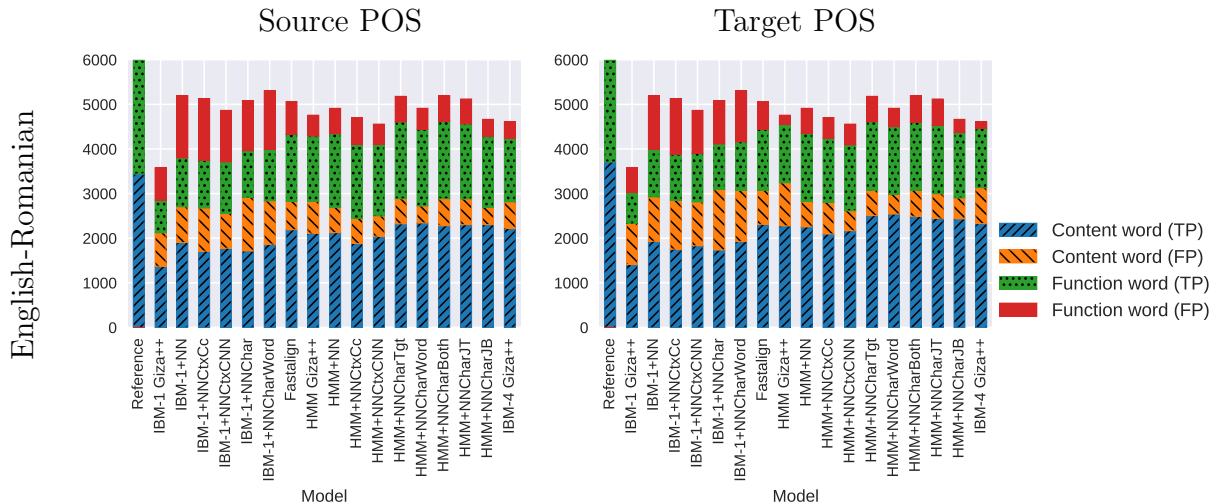 Source POS
Target POS
English-Romanian
6000
5000
4000
3000
2000
1000
0
Reference
IBM-1 Giza++
IBM-1+NN
IBM-1+NNCtxCc
IBM-1+NNCtxCNN
IBM-1+NNChar
IBM-1+NNCharWord
Fastalign
HMM Giza++
HMM+NN
HMM+NNCtxCc
HMM+NNCtxCNN
HMM+NNCharTgt
HMM+NNCharWord
HMM+NNCharBoth
HMM+NNCharJT
HMM+NNCharJB
IBM-4 Giza++
Model
6000
5000
4000
3000
2000
1000
0
Reference
IBM-1 Giza++
IBM-1+NN
IBM-1+NNCtxCc
IBM-1+NNCtxCNN
IBM-1+NNChar
IBM-1+NNCharWord
Fastalign
HMM Giza++
HMM+NN
HMM+NNCtxCc
HMM+NNCtxCNN
HMM+NNCharTgt
HMM+NNCharWord
HMM+NNCharBoth
HMM+NNCharJT
HMM+NNCharJB
IBM-4 Giza++
Model
Content word (TP)
Content word (FP)
Function word (TP)
Function word (FP)